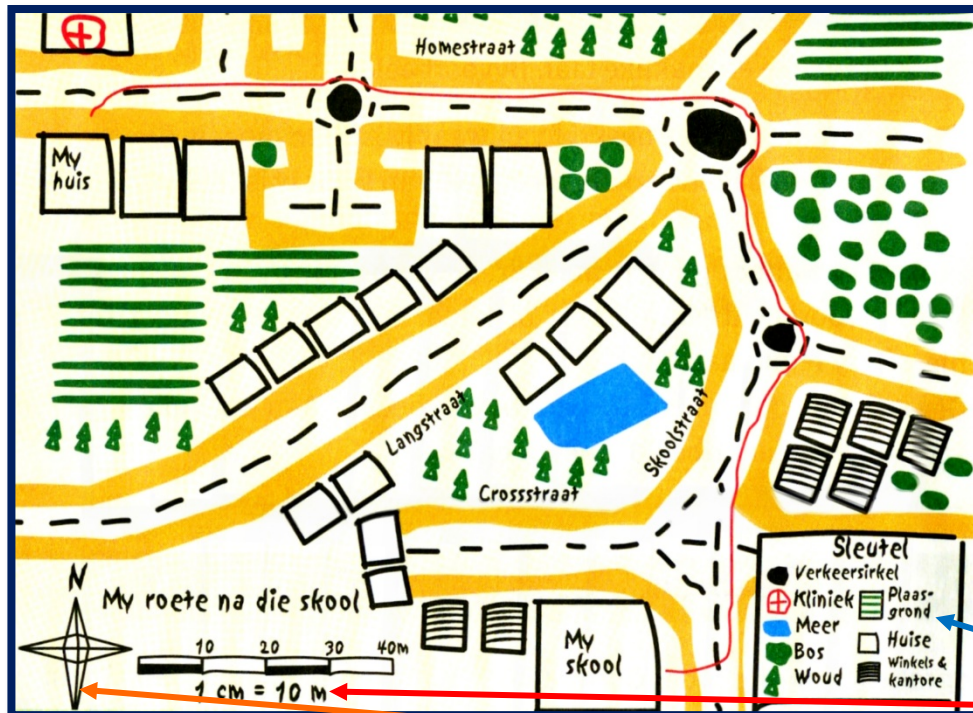 Homestraat
My
huis
Langstraat
Skoolstraat
Crossstraat
N
My roete na die skool
10 20 30 40m
1 cm = 10 m
My
skool
Sleutel
Verkeersirkel
Kliniek
Meer
Bos
Woud
Plaas-
grond
Huise
Winkels &
kantore